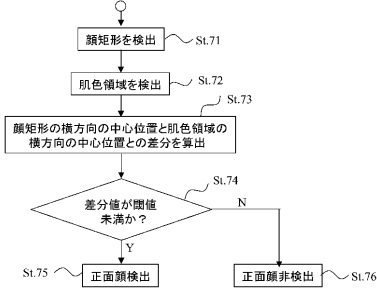 顔矩形を検出
St.71
肌色領域を検出
St.72
St.73
顔矩形の横方向の中心位置と肌色領域の
横方向の中心位置との差分を算出
St.74
差分値が閾値
未満か?
N
Y
St.75
正面顔検出
正面顔非検出
St.76